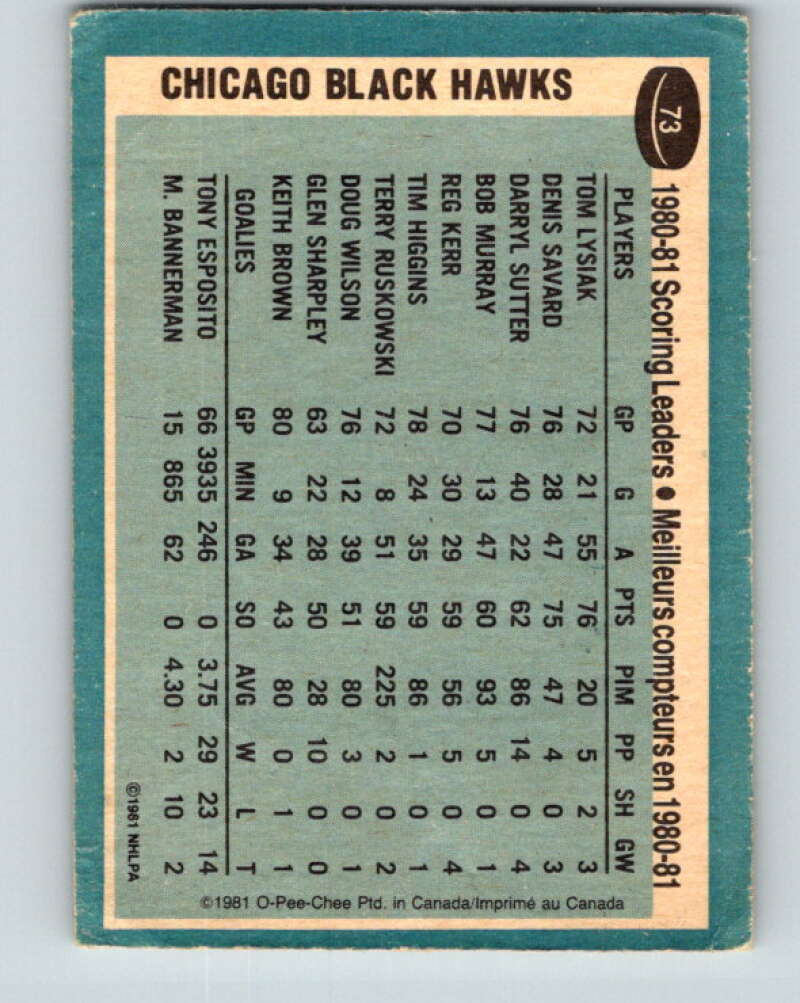 CHICAGO BLACK HAWKS
73
1980-81 Scoring Leaders • Meilleurs compteurs en 1980-81
PLAYERS GP G A PTS PIM PP SH GW
TOM LYSIAK 72 21 55 76 20 5 2 3
DENIS SAVARD 76 28 47 75 47 4 0 3
DARRYL SUTTER 76 40 22 62 86 14 0 4
BOB MURRAY 77 13 47 60 93 5 0 1
REG KERR 70 30 29 59 56 5 0 4
TIM HIGGINS 78 24 35 59 86 1 0 1
TERRY RUSKOWSKI 72 8 51 59 225 2 0 2
DOUG WILSON 76 12 39 51 80 3 0 1
GLEN SHARPLEY 63 22 28 50 28 10 0 0
KEITH BROWN 80 9 34 43 80 0 1 1
GOALIES GP MIN GA SO AVG W L T
TONY ESPOSITO 66 3935 246 0 3.75 29 23 14
M. BANNERMAN 15 865 62 0 4.30 2 10 2
©1981 NHLPA
©1981 O-Pee-Chee Ptd. in Canada/Imprimé au Canada